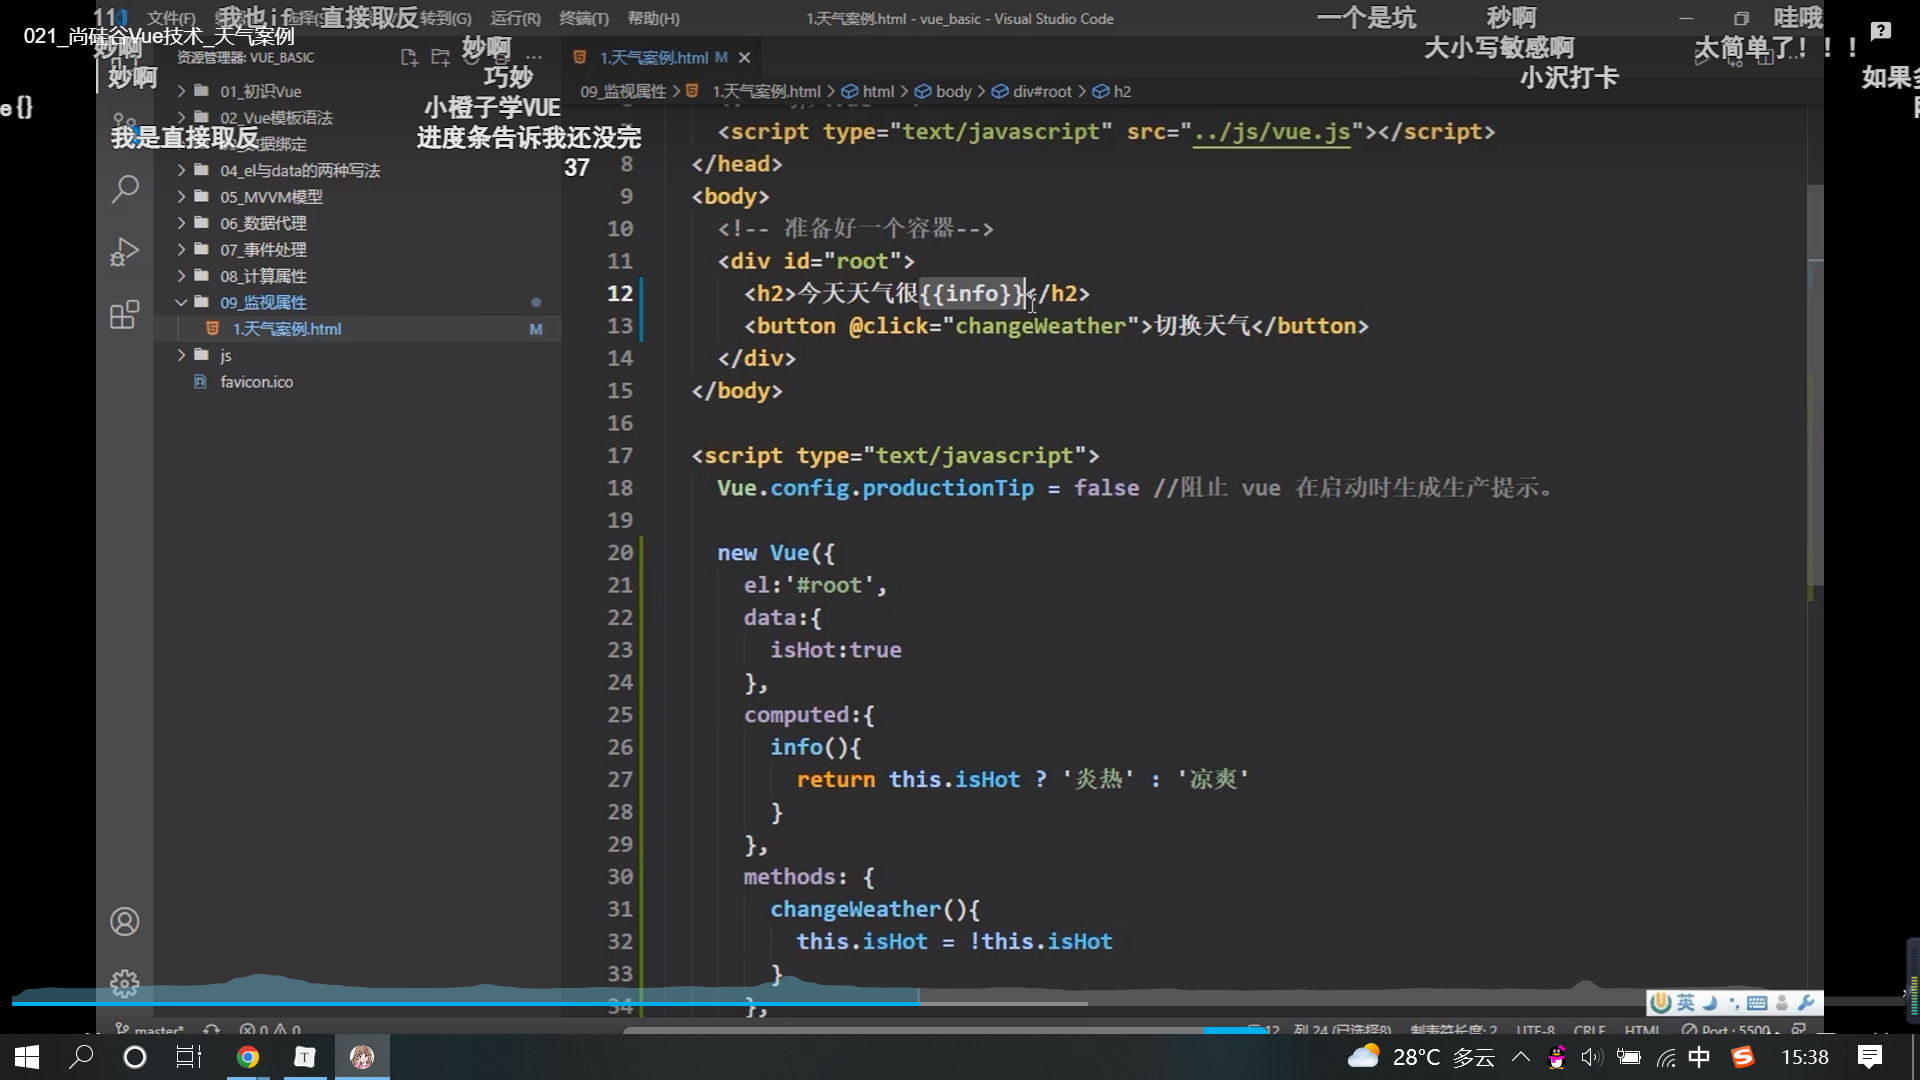 11 文件(F) 我也if 选择(S) 直接取反 转到(G) 运行(R) 终端(T) 帮助(H) 1.天气案例.html - vue_basic - Visual Studio Code 一个是坑 秒啊 哇哦
021_尚硅谷Vue技术_天气案例
妙啊 妙啊 大小写敏感啊 太简单了！！！
资源管理器: VUE_BASIC 1.天气案例.html M
妙啊 巧妙 小沢打卡 如果多
09_监视属性 > 1.天气案例.html > html > body > div#root > h2
e{} 小橙子学VUE
我是直接取反 进度条告诉我还没完
37
01_初识Vue
02_Vue模板语法
数据绑定
04_el与data的两种写法
05_MVVM模型
06_数据代理
07_事件处理
08_计算属性
09_监视属性
1.天气案例.html M
js
favicon.ico
<script type="text/javascript" src="../js/vue.js"></script>
8 </head>
9 <body>
10 <!-- 准备好一个容器-->
11 <div id="root">
12 <h2>今天天气很{{info}}</h2>
13 <button @click="changeWeather">切换天气</button>
14 </div>
15 </body>
16
17 <script type="text/javascript">
18 Vue.config.productionTip = false //阻止 vue 在启动时生成生产提示。
19
20 new Vue({
21 el:'#root',
22 data:{
23 isHot:true
24 },
25 computed:{
26 info(){
27 return this.isHot ? '炎热' : '凉爽'
28 }
29 },
30 methods: {
31 changeWeather(){
32 this.isHot = !this.isHot
33 }
34 },
英
master* 0 0 12, 列 24 (已选择8) 制表符长度: 2 UTF-8 CRLF HTML Port : 5500
28°C 多云 中 15:38